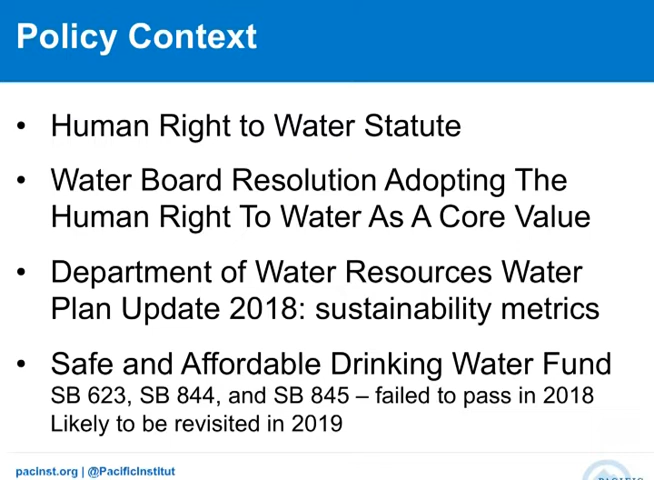 Policy Context
• Human Right to Water Statute
• Water Board Resolution Adopting The
Human Right To Water As A Core Value
• Department of Water Resources Water
Plan Update 2018: sustainability metrics
• Safe and Affordable Drinking Water Fund
SB 623, SB 844, and SB 845 – failed to pass in 2018
Likely to be revisited in 2019
pacinst.org | @PacificInstitut